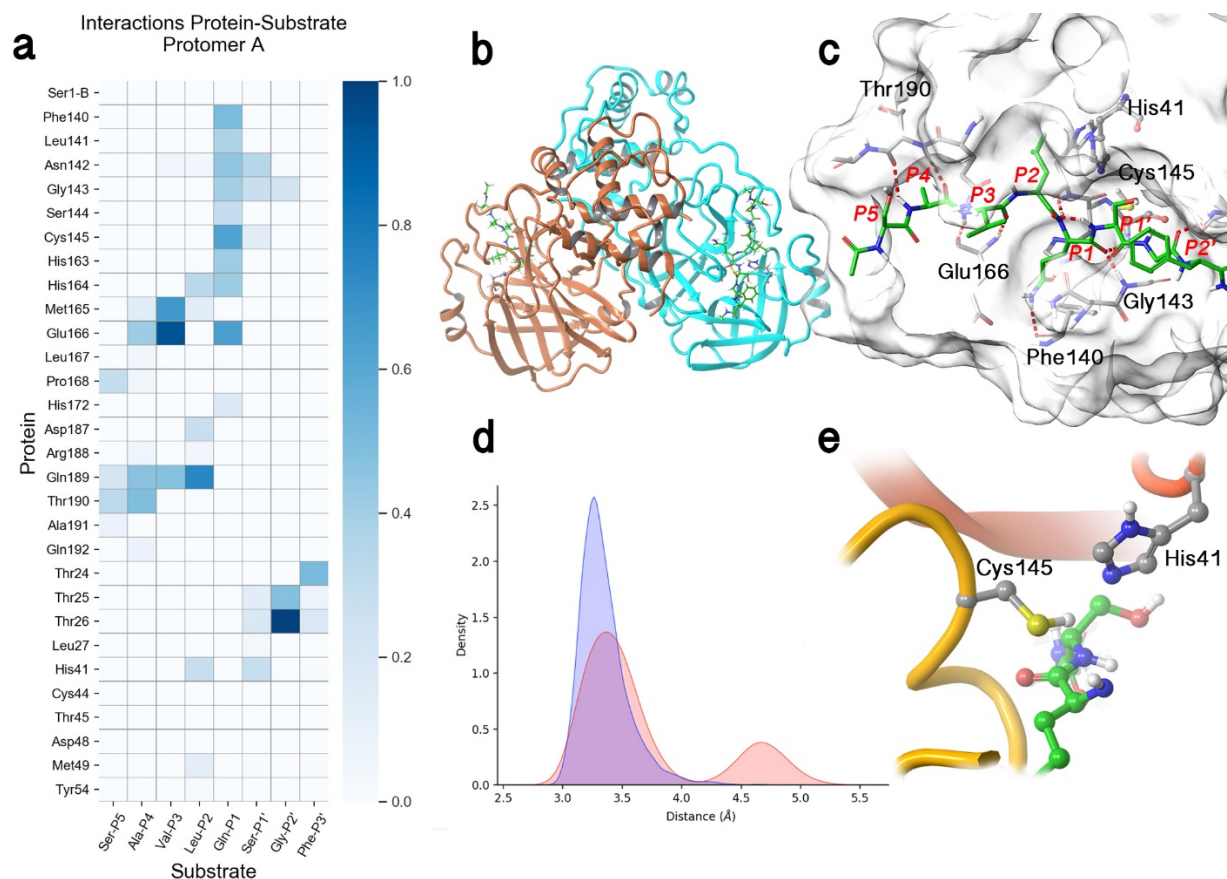 a
Interactions Protein-Substrate
Protomer A
Protein
Ser1-B
Phe140
Leu141
Asn142
Gly143
Ser144
Cys145
His163
His164
Met165
Glu166
Leu167
Pro168
His172
Asp187
Arg188
Gln189
Thr190
Ala191
Gln192
Thr24
Thr25
Thr26
Leu27
His41
Cys44
Thr45
Asp48
Met49
Tyr54
Ser-P5
Ala-P4
Val-P3
Leu-P2
Gln-P1
Ser-P1'
Gly-P2'
Phe-P3'
Substrate
1.0
0.8
0.6
0.4
0.2
0.0
b
c
Thr190
His41
Cys145
P5
P4
P3
P2
P1
P1'
P2'
Glu166
Gly143
Phe140
d
Density
2.5
2.0
1.5
1.0
0.5
0.0
2.5
3.0
3.5
4.0
4.5
5.0
5.5
Distance (Å)
e
Cys145
His41